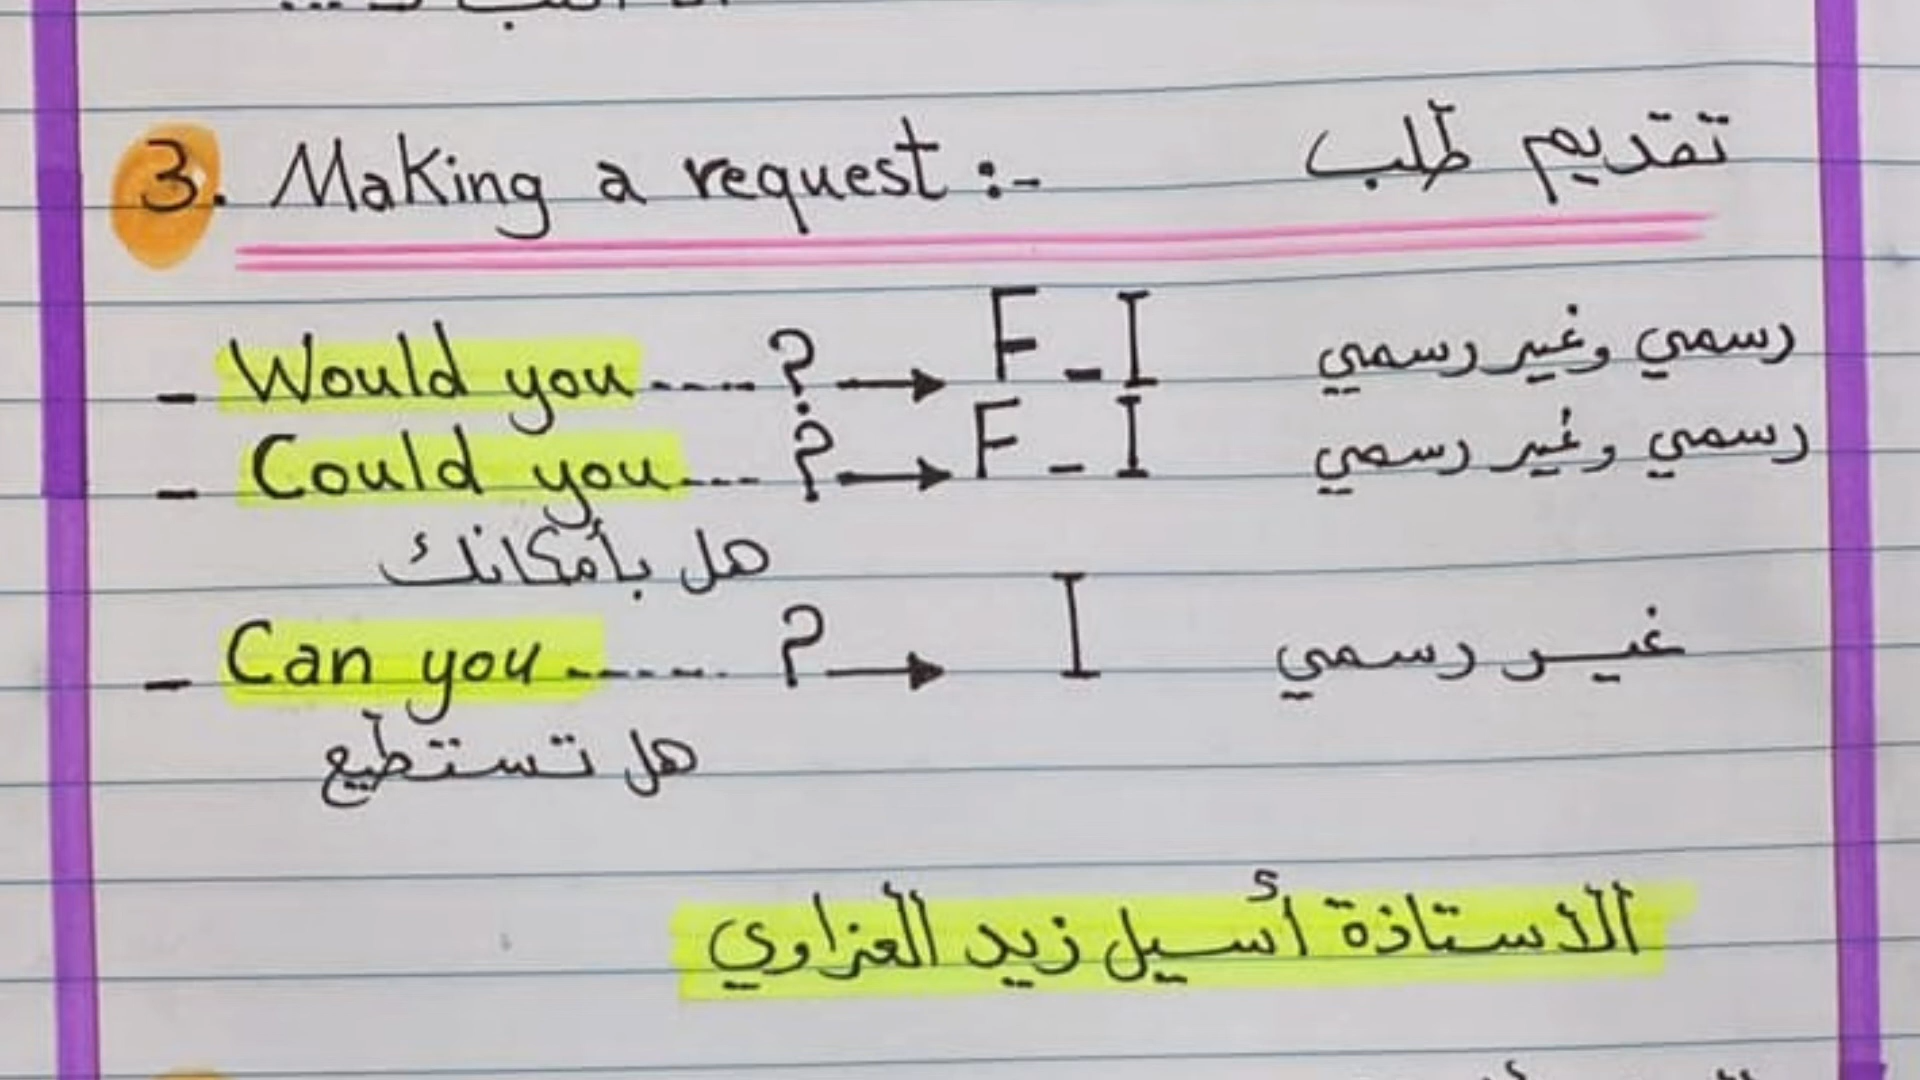 3. Making a request :- تقديم طلب
- Would you ----? → F - I رسمي وغير رسمي
- Could you ---? → F - I رسمي وغير رسمي
هل بأمكانك
- Can you ------? → I غير رسمي
هل تستطيع
الاستاذة أسيل زيد العزاوي